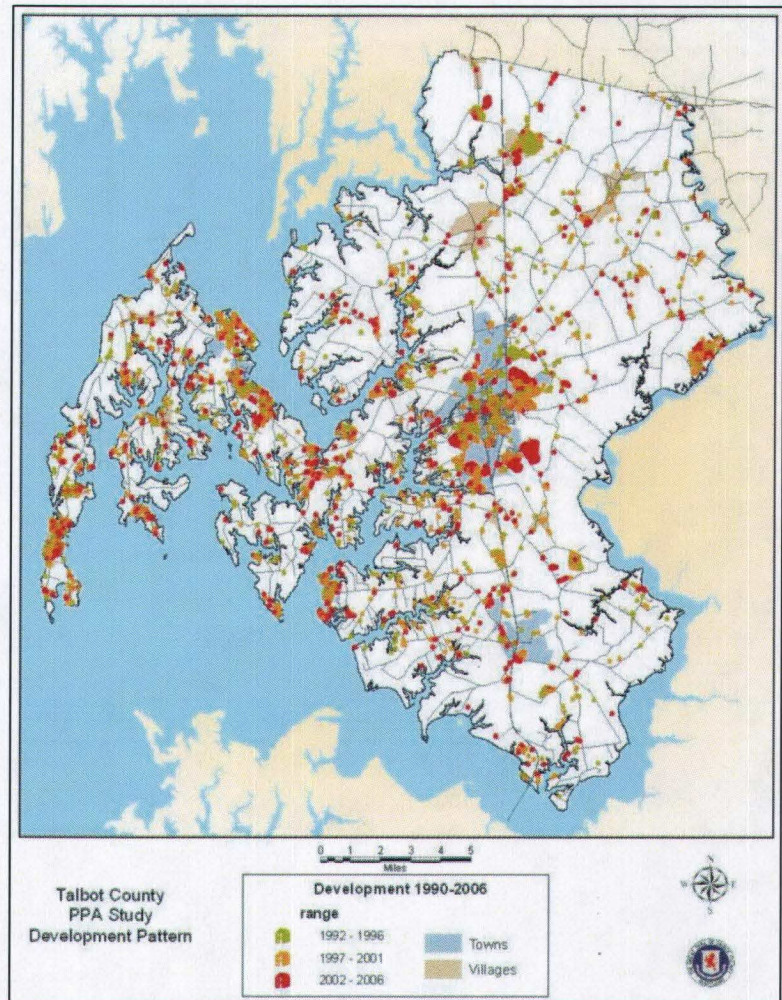 0 1 2 3 4 5
Miles
Talbot County
PPA Study
Development Pattern
Development 1990-2006
range
1992 - 1996
1997 - 2001
2002 - 2006
Towns
Villages
N
W E
S